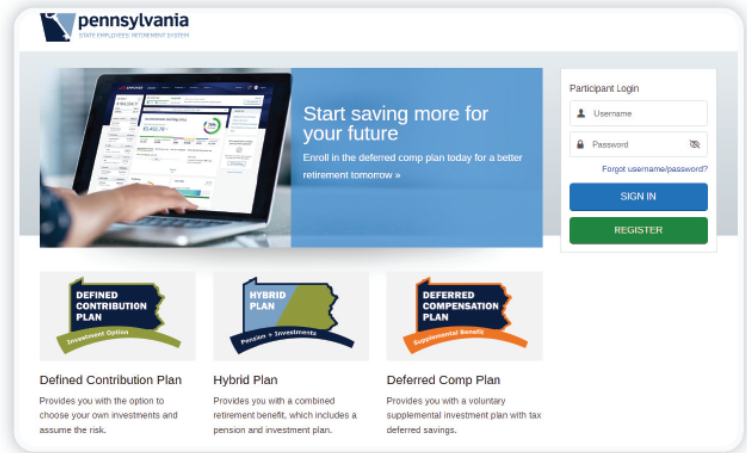 pennsylvania
STATE EMPLOYEES' RETIREMENT SYSTEM
Start saving more for
your future
Enroll in the deferred comp plan today for a better
retirement tomorrow »
Participant Login
Username
Password
Forgot username/password?
SIGN IN
REGISTER
DEFINED
CONTRIBUTION
PLAN
Investment Option
HYBRID
PLAN
Pension + Investments
DEFERRED
COMPENSATION
PLAN
Supplemental Benefit
Defined Contribution Plan
Provides you with the option to
choose your own investments and
assume the risk.
Hybrid Plan
Provides you with a combined
retirement benefit, which includes a
pension and investment plan.
Deferred Comp Plan
Provides you with a voluntary
supplemental investment plan with tax
deferred savings.